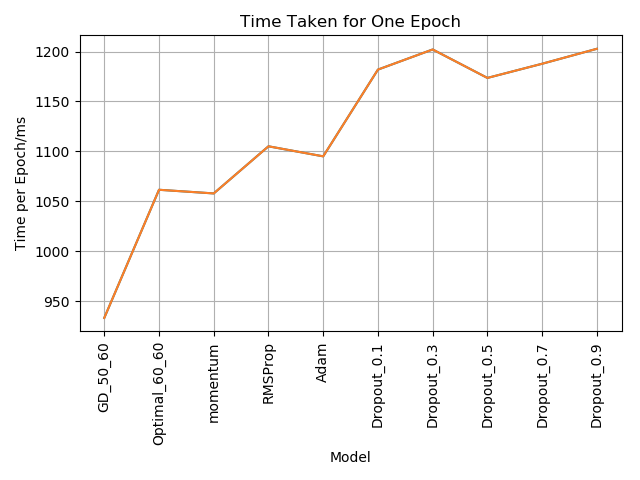 Time Taken for One Epoch
Time per Epoch/ms
1200
1150
1100
1050
1000
950
GD_50_60
Optimal_60_60
momentum
RMSProp
Adam
Dropout_0.1
Dropout_0.3
Dropout_0.5
Dropout_0.7
Dropout_0.9
Model